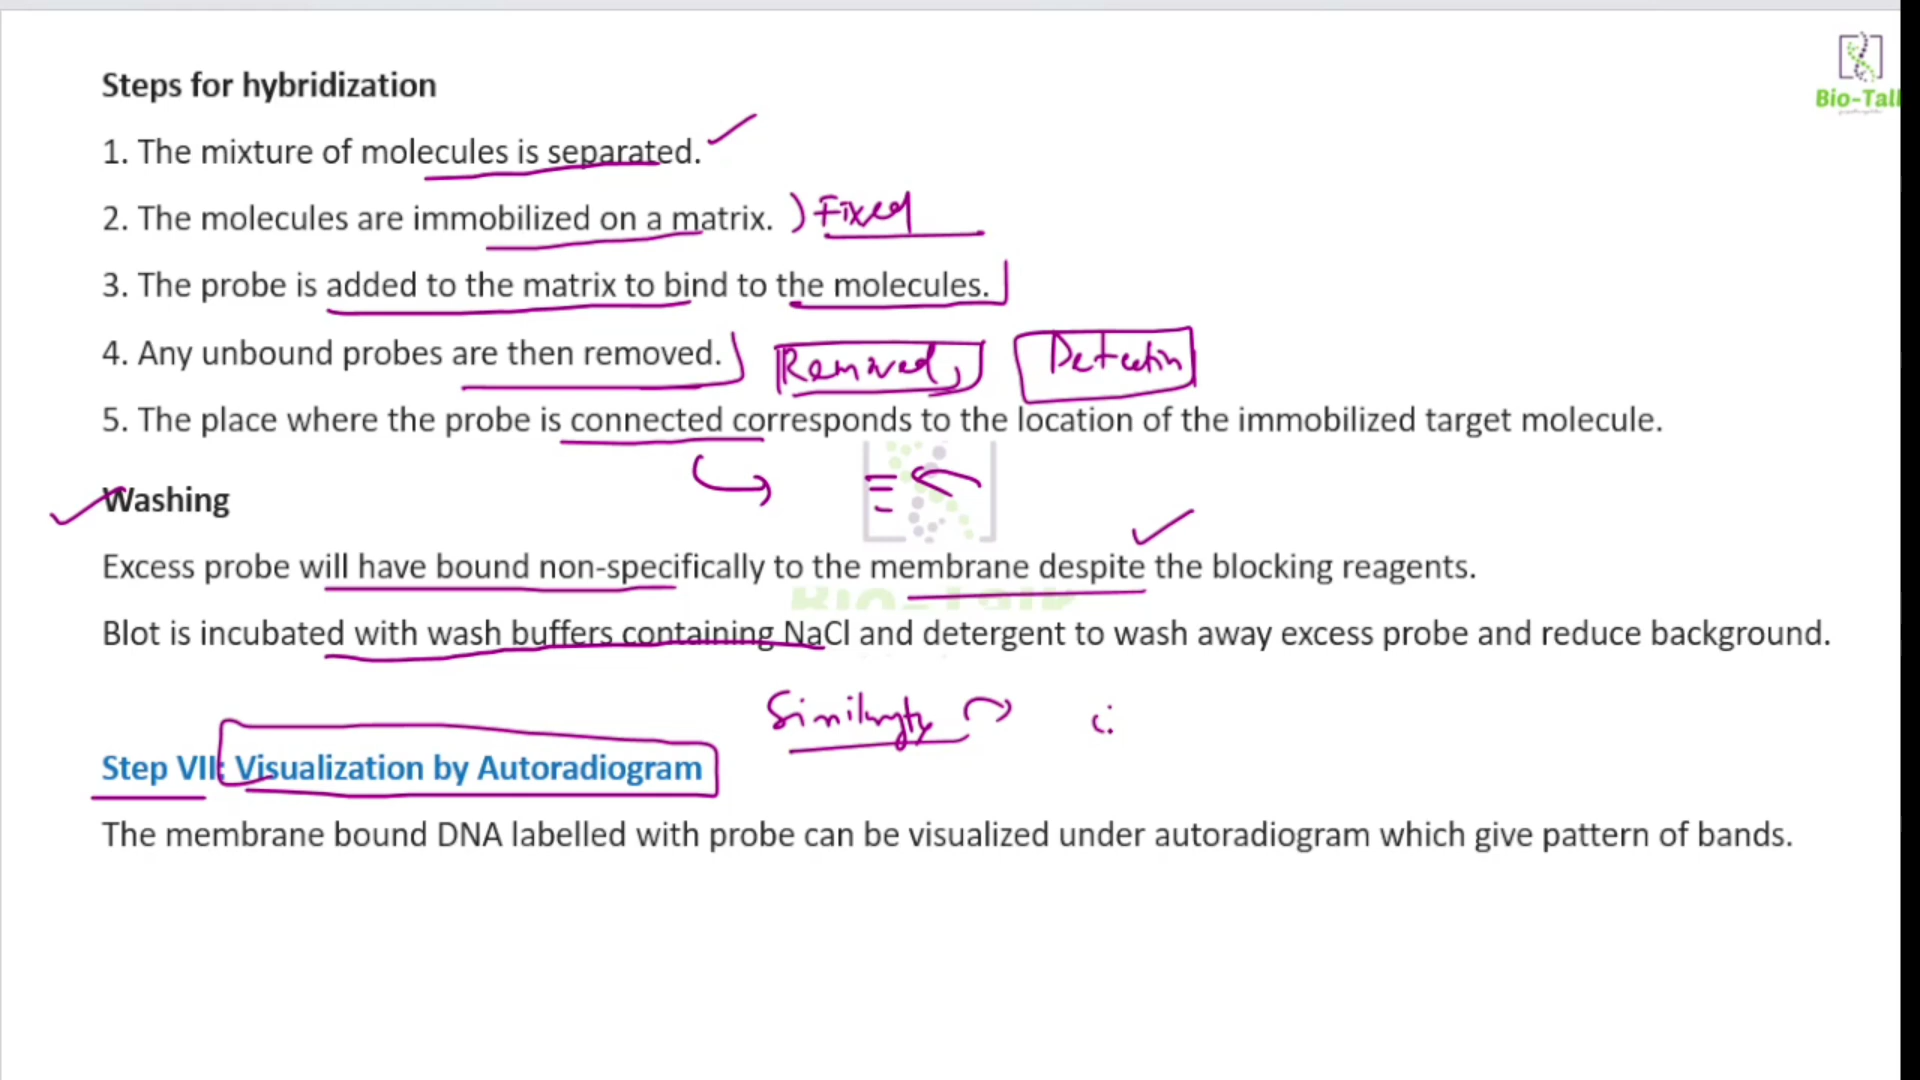 Bio-Talk
Steps for hybridization
1. The mixture of molecules is separated.
2. The molecules are immobilized on a matrix. ) Fixed
3. The probe is added to the matrix to bind to the molecules.
4. Any unbound probes are then removed. Removed, Detection
5. The place where the probe is connected corresponds to the location of the immobilized target molecule.
Washing
Excess probe will have bound non-specifically to the membrane despite the blocking reagents.
Bio-Talk
Blot is incubated with wash buffers containing NaCl and detergent to wash away excess probe and reduce background.
Step VII: Visualization by Autoradiogram
The membrane bound DNA labelled with probe can be visualized under autoradiogram which give pattern of bands.